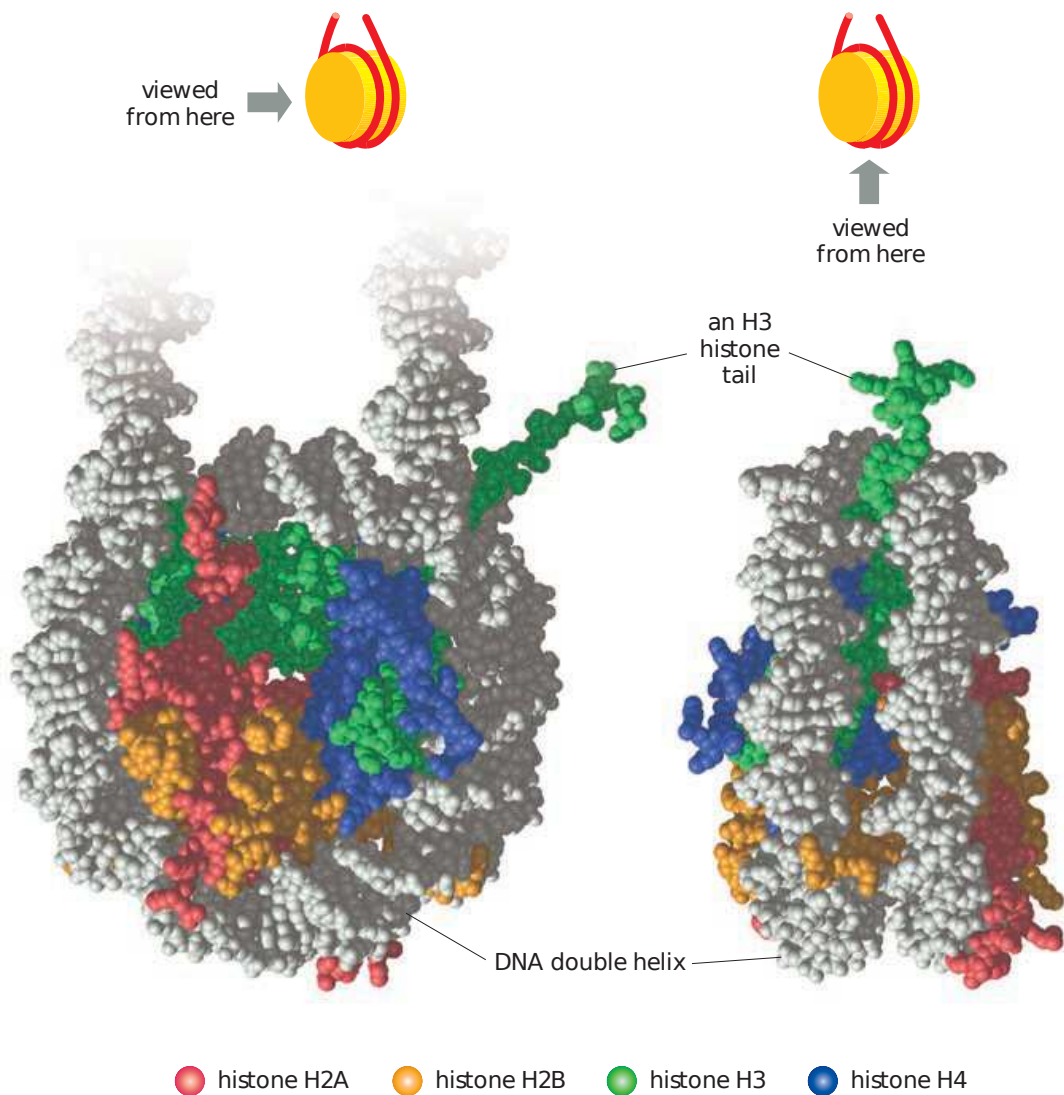 viewed
from here
viewed
from here
an H3
histone
tail
DNA double helix
histone H2A
histone H2B
histone H3
histone H4